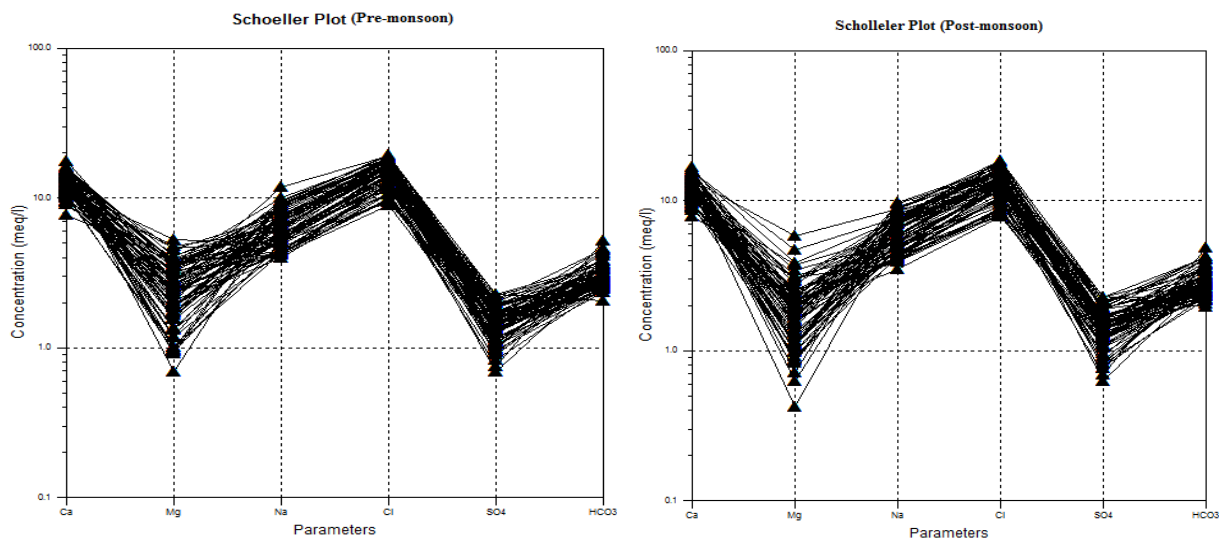 Schoeller Plot (Pre-monsoon)
100.0
10.0
1.0
0.1
Concentration (meq/l)
Ca Mg Na Cl SO4 HCO3
Parameters
Scholleler Plot (Post-monsoon)
100.0
10.0
1.0
0.1
Concentration (meq/l)
Ca Mg Na Cl SO4 HCO3
Parameters